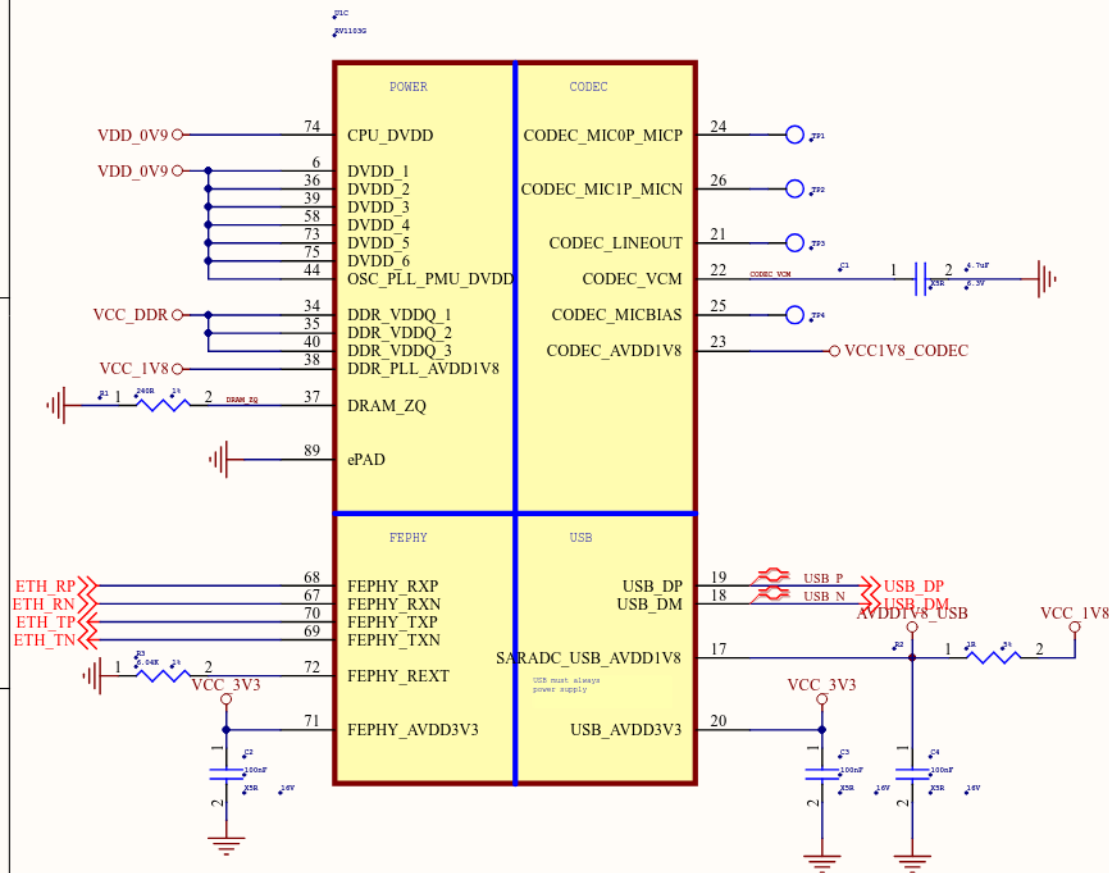 U1C
RV1103G
POWER
CODEC
VDD_0V9 74 CPU_DVDD
CODEC_MIC0P_MICP 24 TP1
VDD_0V9 6 DVDD_1
36 DVDD_2
CODEC_MIC1P_MICN 26 TP2
39 DVDD_3
58 DVDD_4
73 DVDD_5
CODEC_LINEOUT 21 TP3
75 DVDD_6
44 OSC_PLL_PMU_DVDD
CODEC_VCM 22 CODEC_VCM C1 1 2 4.7uF
X5R 6.3V
VCC_DDR 34 DDR_VDDQ_1
CODEC_MICBIAS 25 TP4
35 DDR_VDDQ_2
40 DDR_VDDQ_3
CODEC_AVDD1V8 23 VCC1V8_CODEC
VCC_1V8 38 DDR_PLL_AVDD1V8
R1 1 240R 1% 2 DRAM_ZQ 37 DRAM_ZQ
89 ePAD
FEPHY
USB
ETH_RP 68 FEPHY_RXP
USB_DP 19 USB_P USB_DP
ETH_RN 67 FEPHY_RXN
USB_DM 18 USB_N USB_DM
ETH_TP 70 FEPHY_TXP
AVDD1V8_USB
VCC_1V8
ETH_TN 69 FEPHY_TXN
SARADC_USB_AVDD1V8 17 R2 1 1R 5% 2
R3 1 6.04K 1% 2 72 FEPHY_REXT
USB must always
power supply
VCC_3V3
VCC_3V3
71 FEPHY_AVDD3V3
USB_AVDD3V3 20
1 C2
100nF
X5R 16V
2
1 C3
100nF
X5R 16V
2
1 C4
100nF
X5R 16V
2